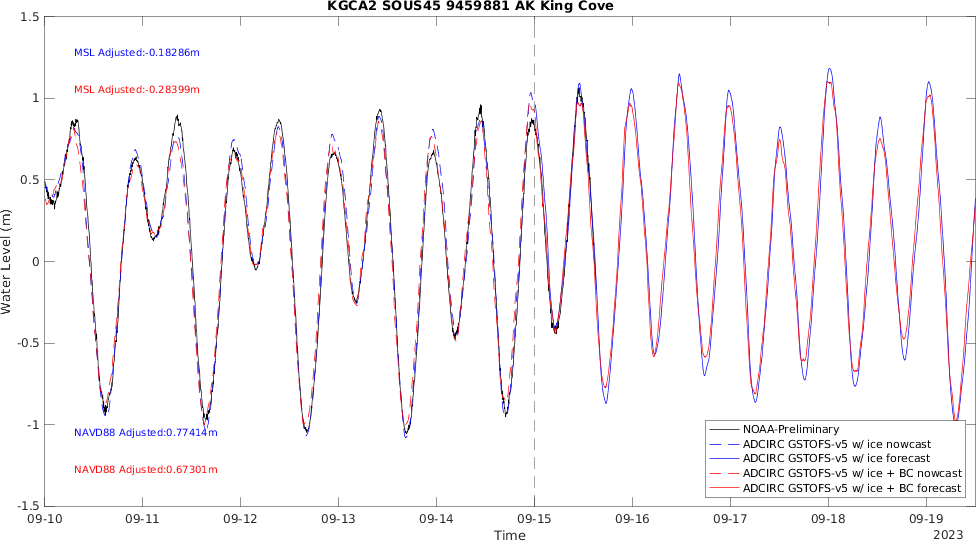 KGCA2 SOUS45 9459881 AK King Cove
1.5
MSL Adjusted:-0.18286m
MSL Adjusted:-0.28399m
1
0.5
Water Level (m)
0
-0.5
-1
NAVD88 Adjusted:0.77414m
NAVD88 Adjusted:0.67301m
-1.5
NOAA-Preliminary
ADCIRC GSTOFS-v5 w/ ice nowcast
ADCIRC GSTOFS-v5 w/ ice forecast
ADCIRC GSTOFS-v5 w/ ice + BC nowcast
ADCIRC GSTOFS-v5 w/ ice + BC forecast
09-10 09-11 09-12 09-13 09-14 09-15 09-16 09-17 09-18 09-19
Time
2023